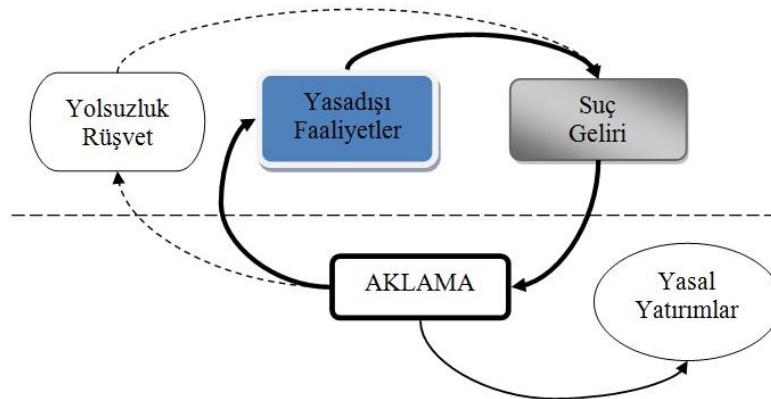 Yolsuzluk
Rüşvet
Yasadışı
Faaliyetler
Suç
Geliri
AKLAMA
Yasal
Yatırımlar